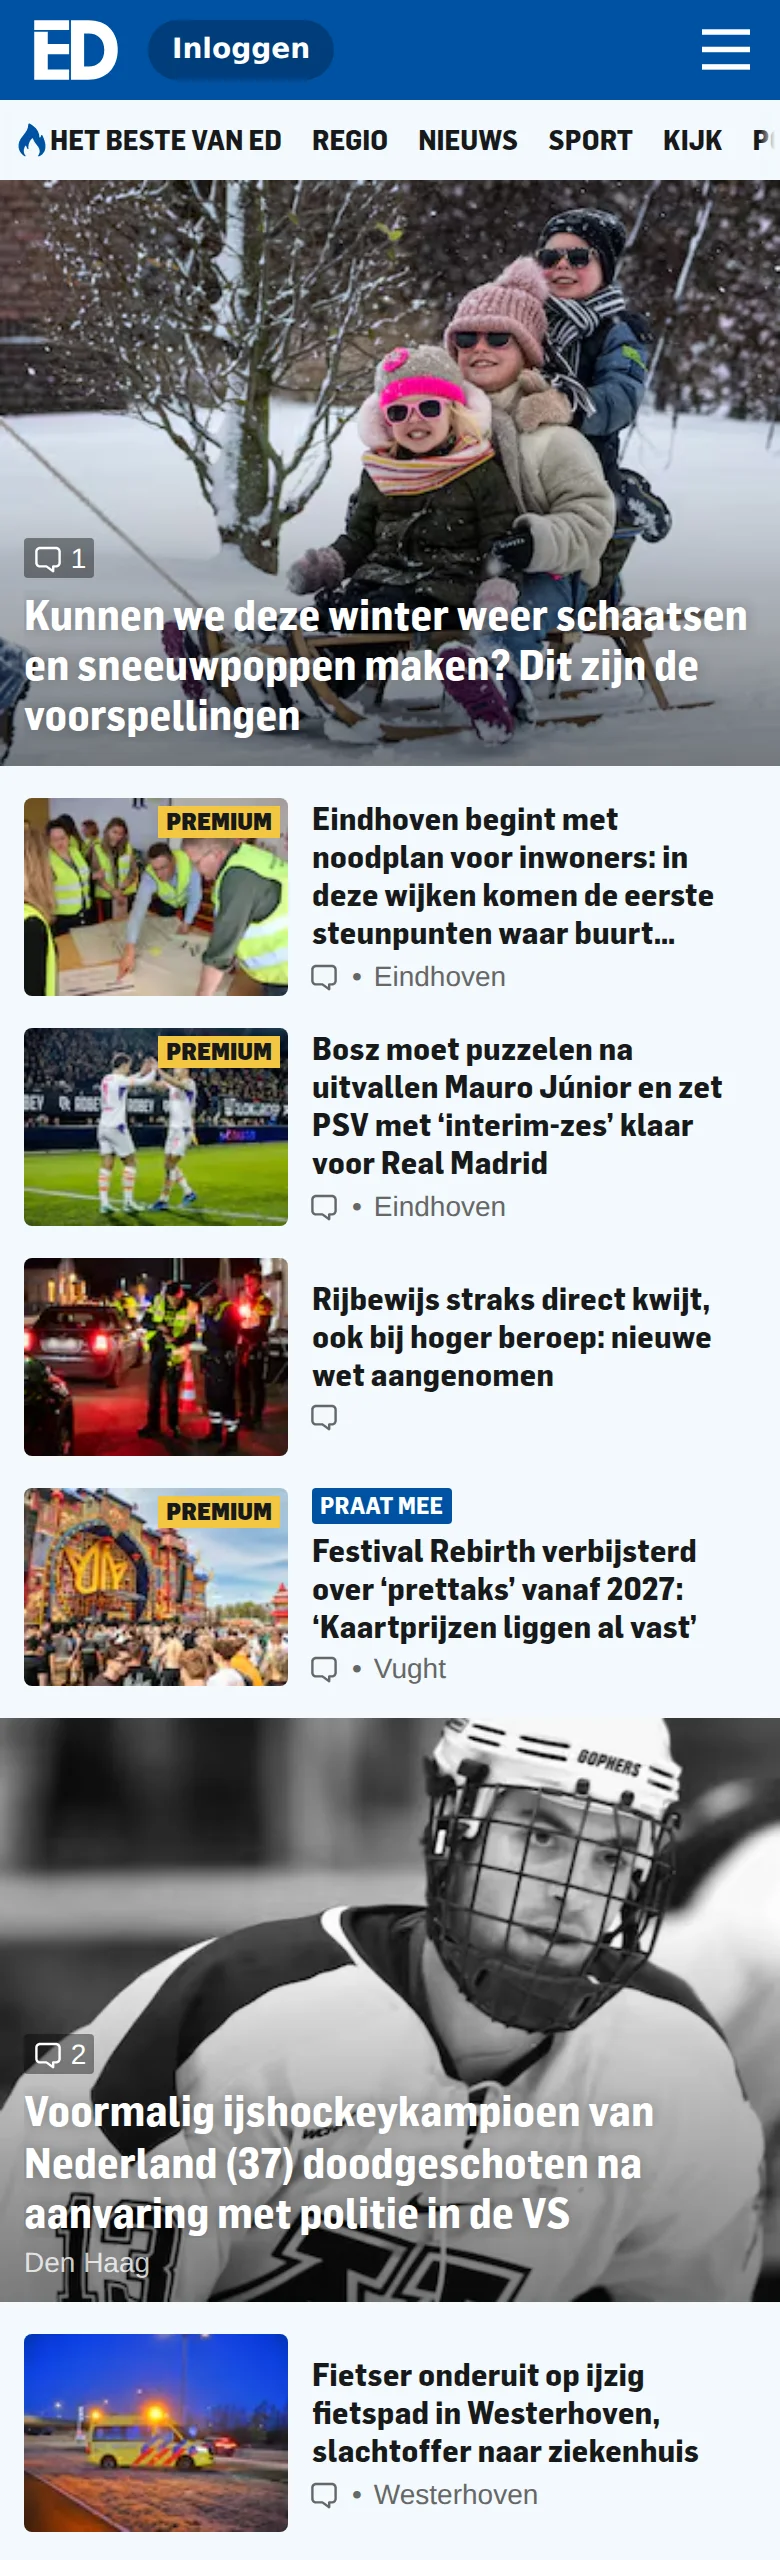 ED
Inloggen
HET BESTE VAN ED REGIO NIEUWS SPORT KIJK
1
Kunnen we deze winter weer schaatsen
en sneeuwpoppen maken? Dit zijn de
voorspellingen
PREMIUM
Eindhoven begint met
noodplan voor inwoners: in
deze wijken komen de eerste
steunpunten waar buurt...
• Eindhoven
PREMIUM
Bosz moet puzzelen na
uitvallen Mauro Júnior en zet
PSV met ‘interim-zes’ klaar
voor Real Madrid
• Eindhoven
Rijbewijs straks direct kwijt,
ook bij hoger beroep: nieuwe
wet aangenomen
PREMIUM
PRAAT MEE
Festival Rebirth verbijsterd
over ‘prettaks’ vanaf 2027:
‘Kaartprijzen liggen al vast’
• Vught
GOPHERS
2
Voormalig ijshockeykampioen van
Nederland (37) doodgeschoten na
aanvaring met politie in de VS
Den Haag
13
Fietser onderuit op ijzig
fietspad in Westerhoven,
slachtoffer naar ziekenhuis
• Westerhoven